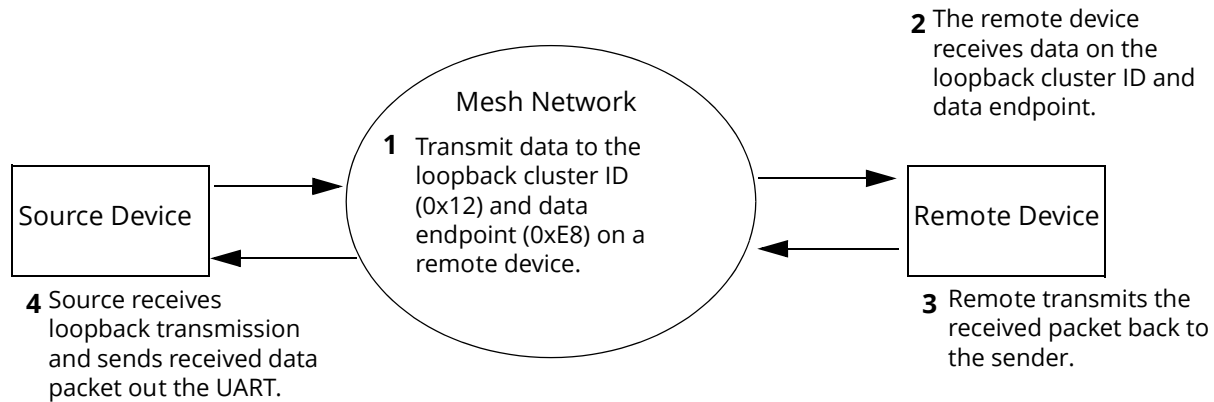 2 The remote device
receives data on the
loopback cluster ID and
data endpoint.
Mesh Network
1 Transmit data to the
loopback cluster ID
(0x12) and data
endpoint (0xE8) on a
remote device.
Source Device
Remote Device
4 Source receives
loopback transmission
and sends received data
packet out the UART.
3 Remote transmits the
received packet back to
the sender.